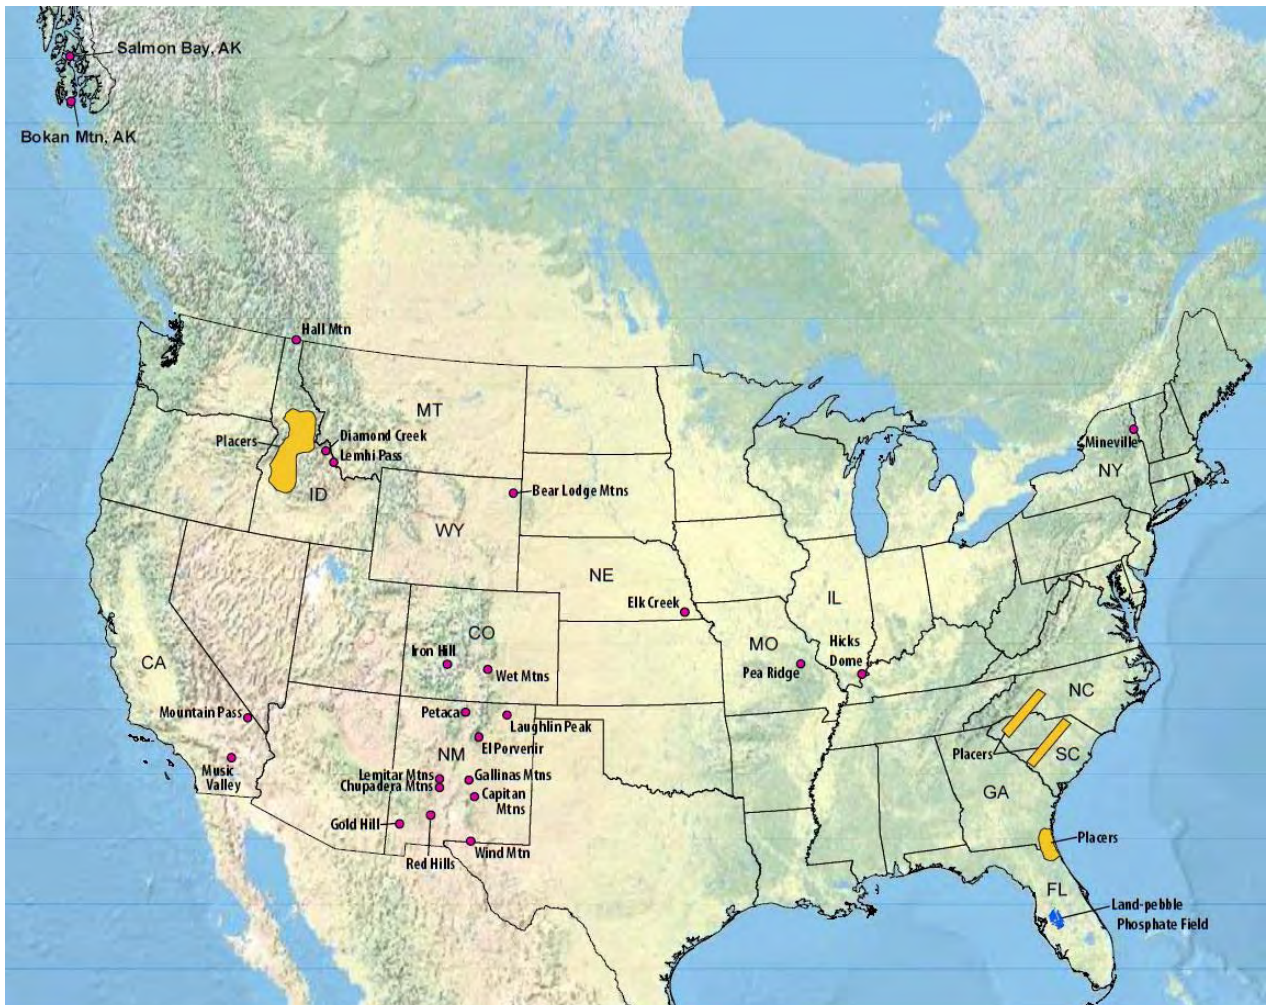 Salmon Bay, AK
Bokan Mtn, AK
Hall Mtn
MT
Placers
Diamond Creek
Lemhi Pass
ID
Bear Lodge Mtns
WY
Mineville
NY
NE
Elk Creek
IL
CO
Iron Hill
Wet Mtns
MO
Pea Ridge
Hicks
Dome
CA
Mountain Pass
Music
Valley
Petaca
Laughlin Peak
El Porvenir
NM
Lemitar Mtns
Chupadera Mtns
Gallinas Mtns
Capitan
Mtns
Gold Hill
Red Hills
Wind Mtn
NC
Placers
SC
GA
Placers
FL
Land-pebble
Phosphate Field